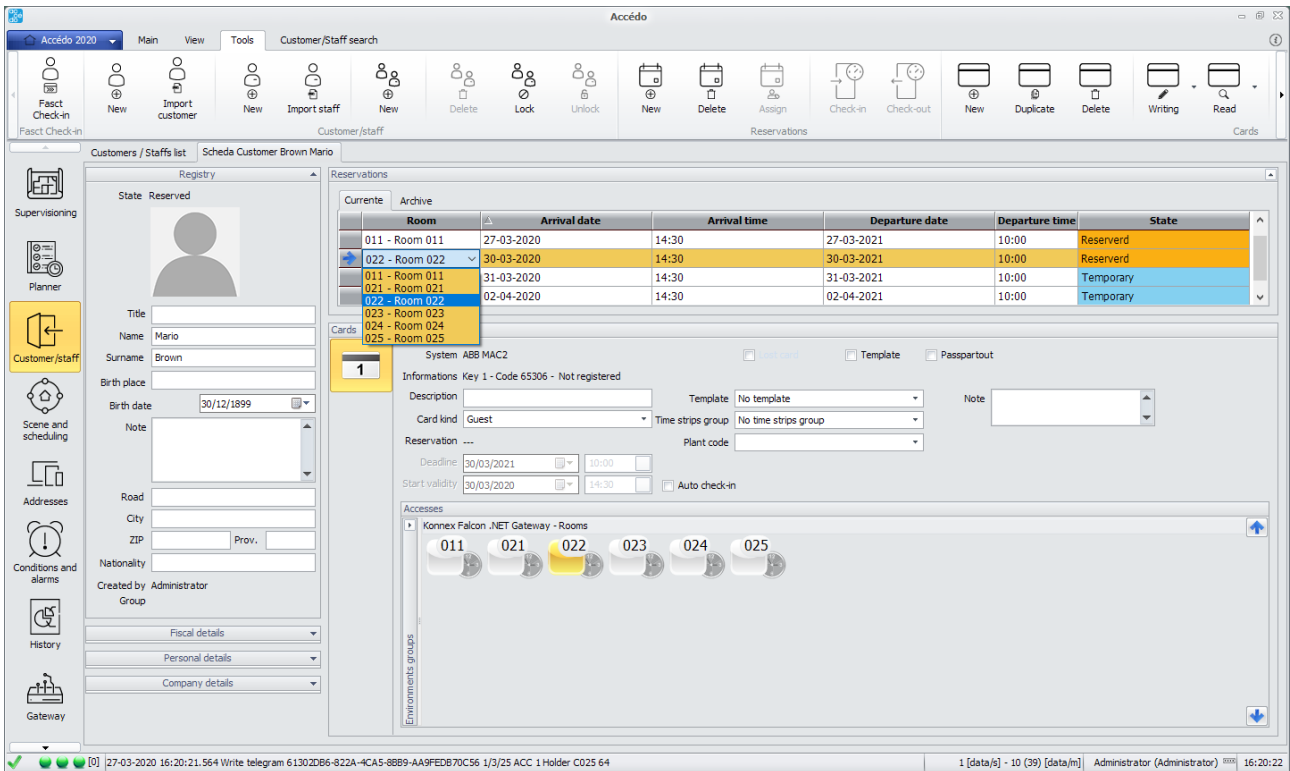 Accédo
Accédo 2020 Main View Tools Customer/Staff search
Fasct Check-in New Import customer New Import staff New Delete Lock Unlock New Delete Assign Check-in Check-out New Duplicate Delete Writing Read
Fasct Check-in Customer/staff Reservations Cards
Customers / Staffs list Scheda Customer Brown Mario
Supervisioning
Planner
Customer/staff
Scene and scheduling
Addresses
Conditions and alarms
History
Gateway
Registry
State Reserved
Title
Name Mario
Surname Brown
Birth place
Birth date 30/12/1899
Note
Road
City
ZIP Prov.
Nationality
Created by Administrator
Group
Fiscal details
Personal details
Company details
Reservations
Currente Archive
Room Arrival date Arrival time Departure date Departure time State
011 - Room 011 27-03-2020 14:30 27-03-2021 10:00 Reserverd
022 - Room 022 30-03-2020 14:30 30-03-2021 10:00 Reserverd
31-03-2020 14:30 31-03-2021 10:00 Temporary
02-04-2020 14:30 02-04-2021 10:00 Temporary
011 - Room 011
021 - Room 021
022 - Room 022
023 - Room 023
024 - Room 024
025 - Room 025
Cards
1
System ABB MAC2 Template Passpartout
Informations Key 1 - Code 65306 - Not registered
Description Template No template Note
Card kind Guest Time strips group No time strips group
Reservation --- Plant code
Deadline 30/03/2021 10:00
Start validity 30/03/2020 14:30 Auto check-in
Accesses
Konnex Falcon .NET Gateway - Rooms
011 021 022 023 024 025
Environments groups
[0] 27-03-2020 16:20:21.564 Write telegram 61302DB6-822A-4CA5-8BB9-AA9FEDB70C56 1/3/25 ACC 1 Holder C025 64 1 [data/s] - 10 (39) [data/m] Administrator (Administrator) 16:20:22